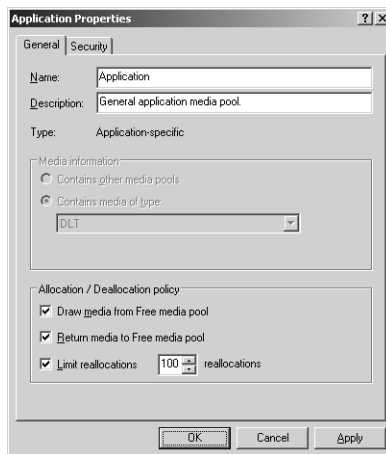 Application Properties
General Security
Name: Application
Description: General application media pool.
Type: Application-specific
Media information
Contains other media pools
Contains media of type:
DLT
Allocation / Deallocation policy
Draw media from Free media pool
Return media to Free media pool
Limit reallocations 100 reallocations
OK Cancel Apply